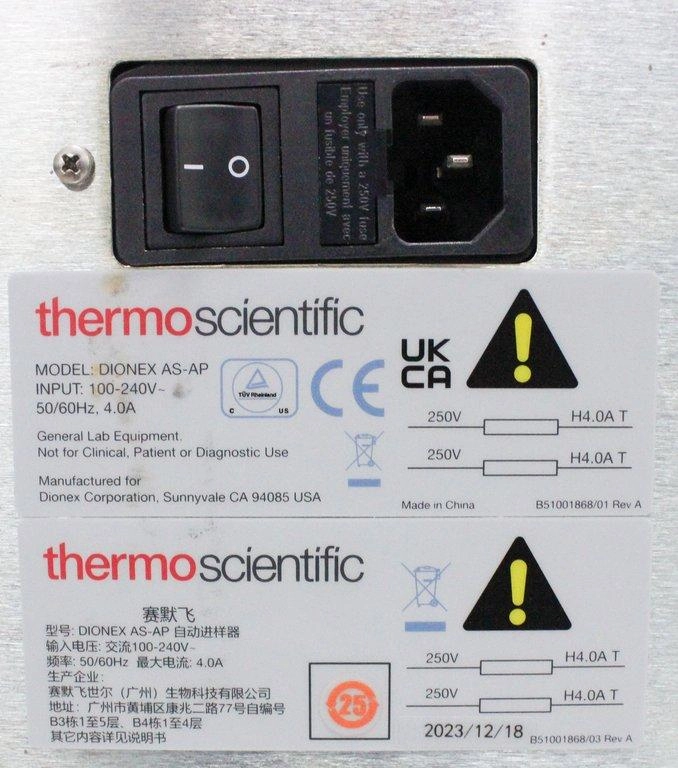 I O
Use only with a 250V fuse
Employer uniquement avec
un fusible de 250V
thermo scientific
MODEL: DIONEX AS-AP
INPUT: 100-240V~
50/60Hz, 4.0A
TÜV Rheinland
C US
CE
UK
CA
250V H4.0A T
250V H4.0A T
General Lab Equipment.
Not for Clinical, Patient or Diagnostic Use
Manufactured for
Dionex Corporation, Sunnyvale CA 94085 USA
Made in China
B51001868/01 Rev A
thermo scientific
赛默飞
型号: DIONEX AS-AP 自动进样器
输入电压: 交流100-240V~
频率: 50/60Hz 最大电流: 4.0A
生产企业:
赛默飞世尔（广州）生物科技有限公司
地址: 广州市黄埔区康兆二路77号自编号
B3栋1至5层、B4栋1至4层
其它内容详见说明书
25
250V H4.0A T
250V H4.0A T
2023/12/18
B51001868/03 Rev A